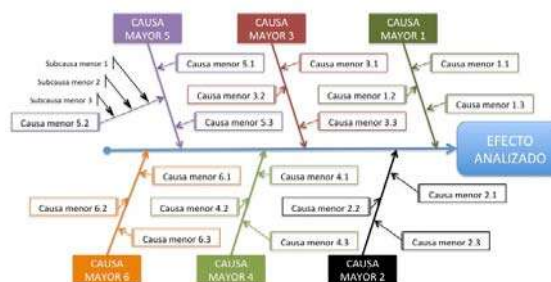 CAUSA
MAYOR 5
CAUSA
MAYOR 3
CAUSA
MAYOR 1
Subcausa menor 1
Subcausa menor 2
Subcausa menor 3
Causa menor 5.1
Causa menor 5.2
Causa menor 5.3
Causa menor 3.1
Causa menor 3.2
Causa menor 3.3
Causa menor 1.1
Causa menor 1.2
Causa menor 1.3
EFECTO
ANALIZADO
Causa menor 6.1
Causa menor 6.2
Causa menor 6.3
Causa menor 4.1
Causa menor 4.2
Causa menor 4.3
Causa menor 2.1
Causa menor 2.2
Causa menor 2.3
CAUSA
MAYOR 6
CAUSA
MAYOR 4
CAUSA
MAYOR 2